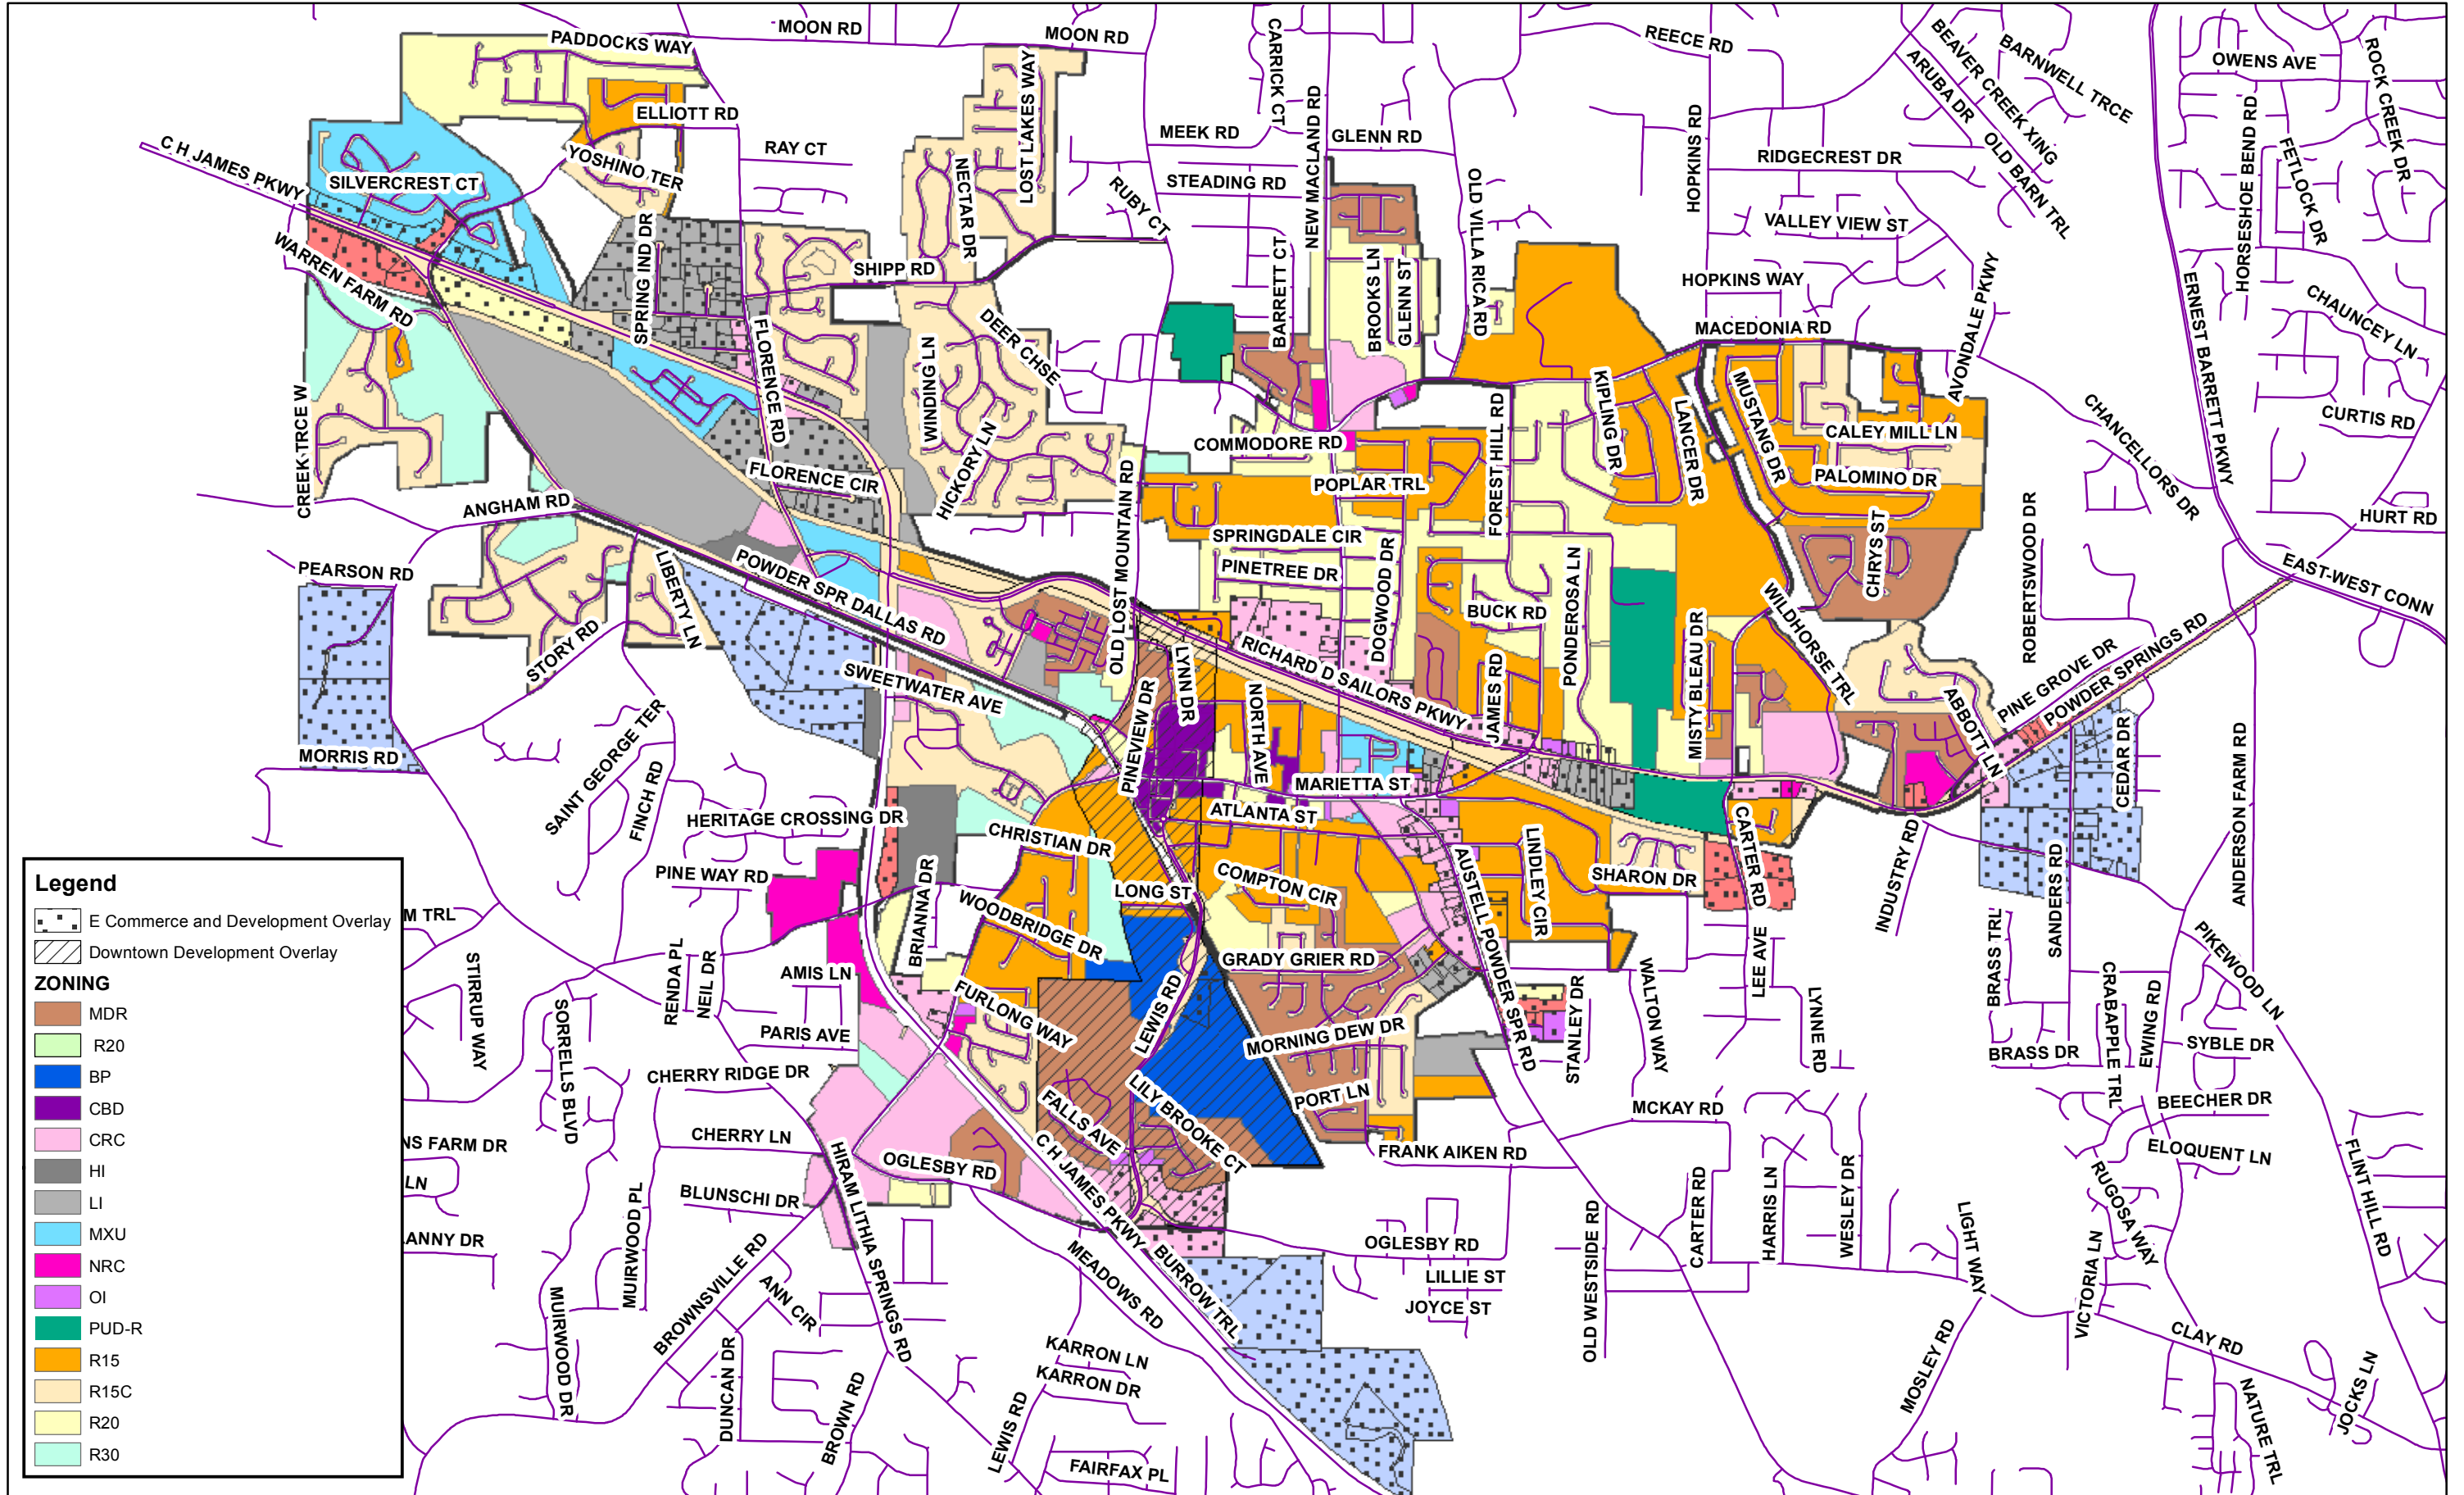 MOON RD
MOON RD
PADDOCKS WAY
CARRICK CT
REECE RD
BEAVER CREEK XING
BARNWELL TRCE
OWENS AVE
ROCK CREEK DR
ARUBA DR
LOST LAKES WAY
ELLIOTT RD
MEEK RD
NEW MACLAND RD
GLENN RD
HOPKINS RD
OLD BARN TRL
HORSESHOE BEND RD
FETLOCK DR
C H JAMES PKWY
YOSHINO TER
RAY CT
RIDGECREST DR
SILVERCREST CT
NECTAR DR
STEADING RD
RUBY CT
OLD VILLA RICA RD
VALLEY VIEW ST
WARREN FARM RD
SPRING IND DR
SHIPP RD
BARRETT CT
BROOKS LN
GLENN ST
HOPKINS WAY
AVONDALE PKWY
ERNEST BARRETT PKWY
CHAUNCEY LN
FLORENCE RD
DEER CHSE
MACEDONIA RD
WINDING LN
KIPLING DR
MUSTANG DR
CREEK TRCE W
COMMODORE RD
FOREST HILL RD
LANCER DR
CALEY MILL LN
CHANCELLORS DR
CURTIS RD
HICKORY LN
FLORENCE CIR
POPLAR TRL
PALOMINO DR
ANGHAM RD
OLD LOST MOUNTAIN RD
SPRINGDALE CIR
CHRYS ST
ROBERTSWOOD DR
HURT RD
PEARSON RD
LIBERTY LN
POWDER SPR DALLAS RD
PINETREE DR
DOGWOOD DR
PONDEROSA LN
EAST-WEST CONN
BUCK RD
WILDHORSE TRL
STORY RD
RICHARD D SAILORS PKWY
LYNN DR
JAMES RD
MISTY BLEAU DR
PINE GROVE DR
POWDER SPRINGS RD
SWEETWATER AVE
PINEVIEW DR
NORTH AVE
ABBOTT LN
MORRIS RD
SAINT GEORGE TER
FINCH RD
MARIETTA ST
CEDAR DR
ANDERSON FARM RD
HERITAGE CROSSING DR
CHRISTIAN DR
ATLANTA ST
CARTER RD
INDUSTRY RD
PINE WAY RD
BRIANNA DR
LONG ST
COMPTON CIR
AUSTELL POWDER SPR RD
LINDLEY CIR
SHARON DR
SANDERS RD
Legend
E Commerce and Development Overlay
Downtown Development Overlay
ZONING
MDR
R20
BP
CBD
CRC
HI
LI
MXU
NRC
OI
PUD-R
R15
R15C
R20
R30
M TRL
STIRRUP WAY
RENDA PL
NEIL DR
AMIS LN
WOODBRIDGE DR
GRADY GRIER RD
WALTON WAY
LEE AVE
BRASS TRL
PIKEWOOD LN
SORRELLS BLVD
FURLONG WAY
LEWIS RD
STANLEY DR
LYNNE RD
CRABAPPLE TRL
EWING RD
PARIS AVE
MORNING DEW DR
BRASS DR
SYBLE DR
CHERRY RIDGE DR
FALLS AVE
LILY BROOKE CT
PORT LN
MCKAY RD
BEECHER DR
NS FARM DR
CHERRY LN
OGLESBY RD
FRANK AIKEN RD
ELOQUENT LN
LN
HIRAM LITHIA SPRINGS RD
C H JAMES PKWY
FLINT HILL RD
BLUNSCHI DR
MUIRWOOD PL
CARTER RD
HARRIS LN
WESLEY DR
RUGOSA WAY
ANNY DR
BROWNSVILLE RD
OGLESBY RD
OLD WESTSIDE RD
LIGHT WAY
VICTORIA LN
MEADOWS RD
BURROW TRL
LILLIE ST
JOYCE ST
ANN CIR
MUIRWOOD DR
DUNCAN DR
KARRON LN
KARRON DR
MOSLEY RD
CLAY RD
JOCKS LN
NATURE TRL
BROWN RD
LEWIS RD
FAIRFAX PL